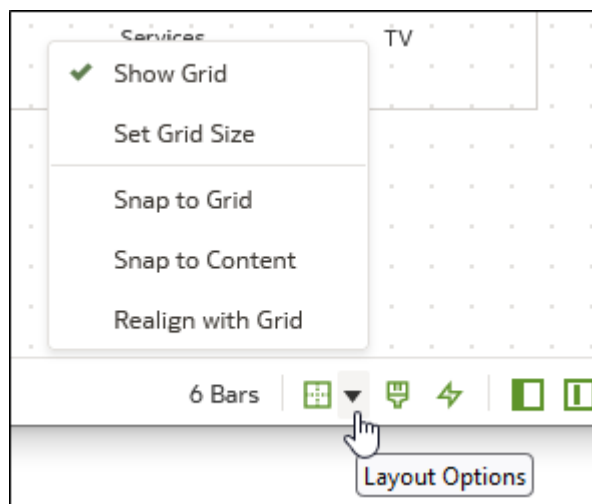 Services TV
Show Grid
Set Grid Size
Snap to Grid
Snap to Content
Realign with Grid
6 Bars
Layout Options